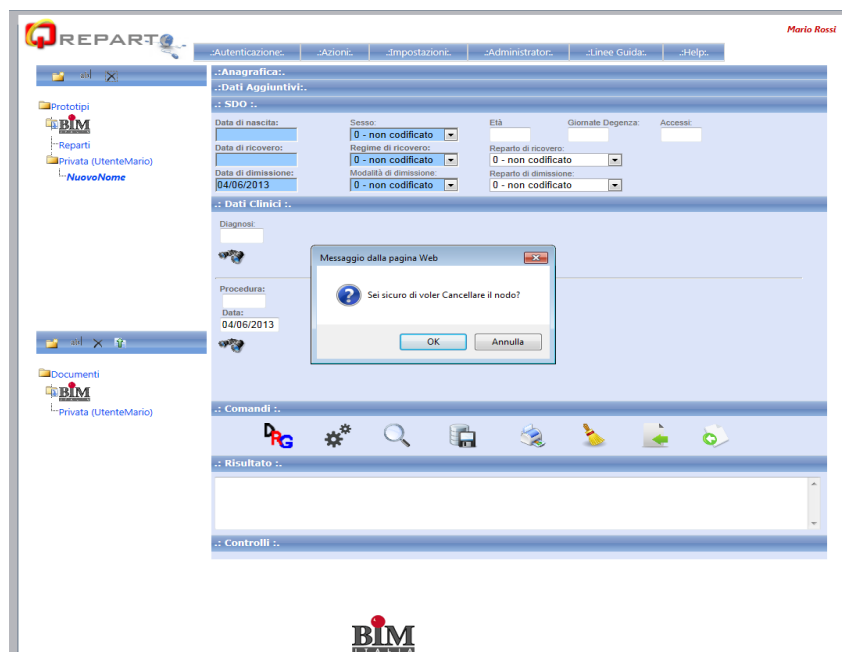 Mario Rossi
QREPARTO
.:Autenticazione:. .:Azioni:. .:Impostazioni:. .:Administrator:. .:Linee Guida:. .:Help:.
Prototipi
BIM
Reparti
Privata (UtenteMario)
NuovoNome
Documenti
BIM
Privata (UtenteMario)
.:Anagrafica:.
.:Dati Aggiuntivi:.
.: SDO :.
Data di nascita: Sesso: Età Giornate Degenza: Accessi:
0 - non codificato
Data di ricovero: Regime di ricovero: Reparto di ricovero:
0 - non codificato 0 - non codificato
Data di dimissione: Modalità di dimissione: Reparto di dimissione:
04/06/2013 0 - non codificato 0 - non codificato
.: Dati Clinici :.
Diagnosi:
Procedura:
Data:
04/06/2013
Messaggio dalla pagina Web
Sei sicuro di voler Cancellare il nodo?
OK Annulla
.: Comandi :.
DRG
.: Risultato :.
.: Controlli :.
BIM
ITALIA